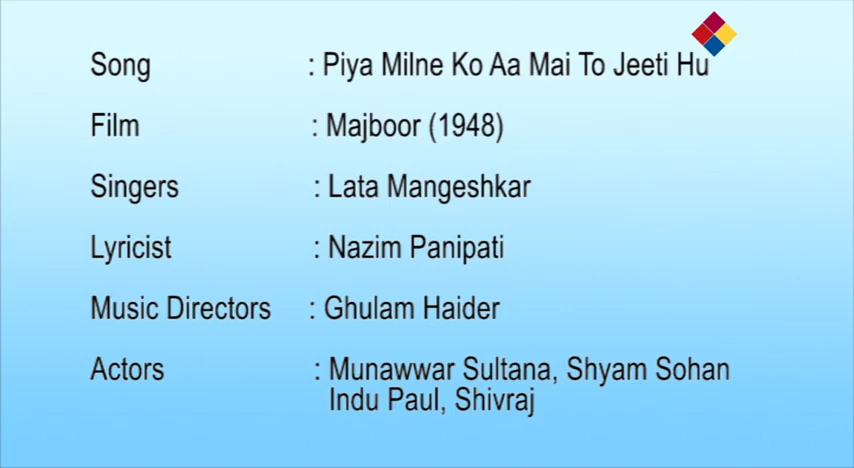 Song : Piya Milne Ko Aa Mai To Jeeti Hu
Film : Majboor (1948)
Singers : Lata Mangeshkar
Lyricist : Nazim Panipati
Music Directors : Ghulam Haider
Actors : Munawwar Sultana, Shyam Sohan
Indu Paul, Shivraj